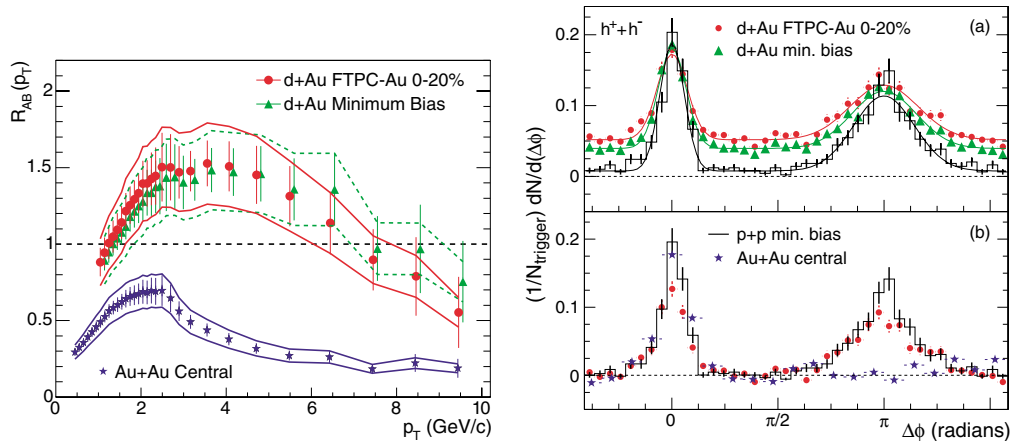 R_AB (p_T)
d+Au FTPC-Au 0-20%
d+Au Minimum Bias
2
1.5
1
0.5
0
Au+Au Central
0 2 4 6 8 10
p_T (GeV/c)
(1/N_trigger) dN/d(Δϕ)
h⁺+h⁻
(a)
d+Au FTPC-Au 0-20%
d+Au min. bias
0.2
0.1
0
(b)
p+p min. bias
Au+Au central
0.2
0.1
0
0 π/2 π
Δϕ (radians)